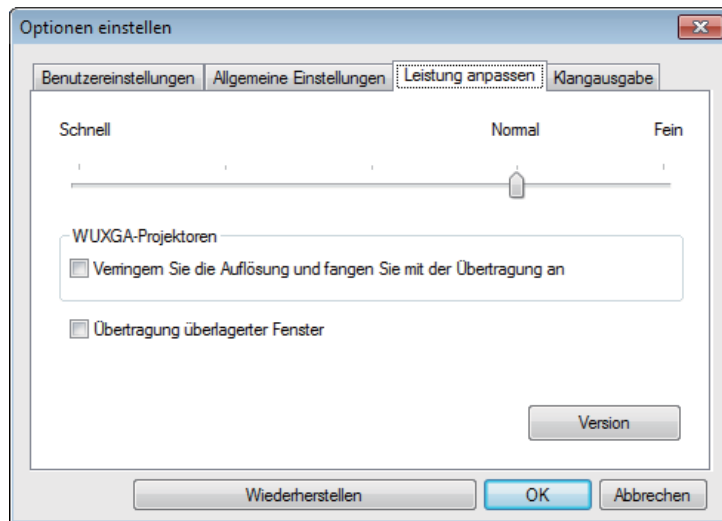 Optionen einstellen
Benutzereinstellungen Allgemeine Einstellungen Leistung anpassen Klangausgabe
Schnell Normal Fein
WUXGA-Projektoren
Verringern Sie die Auflösung und fangen Sie mit der Übertragung an
Übertragung überlagerter Fenster
Version
Wiederherstellen OK Abbrechen